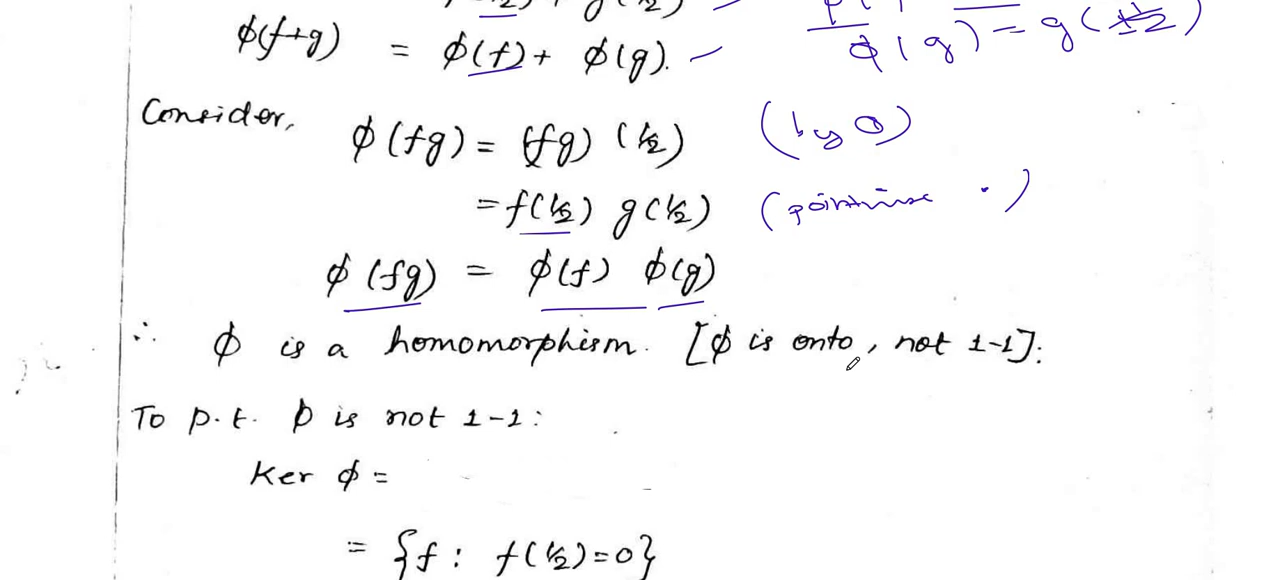 ϕ(f+g) = ϕ(f) + ϕ(g).
ϕ(g) = g(1/2)
Consider,
ϕ(fg) = (fg)(1/2) (by ①)
= f(1/2) g(1/2) (pointwise ·)
ϕ(fg) = ϕ(f) ϕ(g)
∴ ϕ is a homomorphism. [ϕ is onto, not 1-1]:
To p.t. ϕ is not 1-1:
Ker ϕ =
= {f : f(1/2)=0}